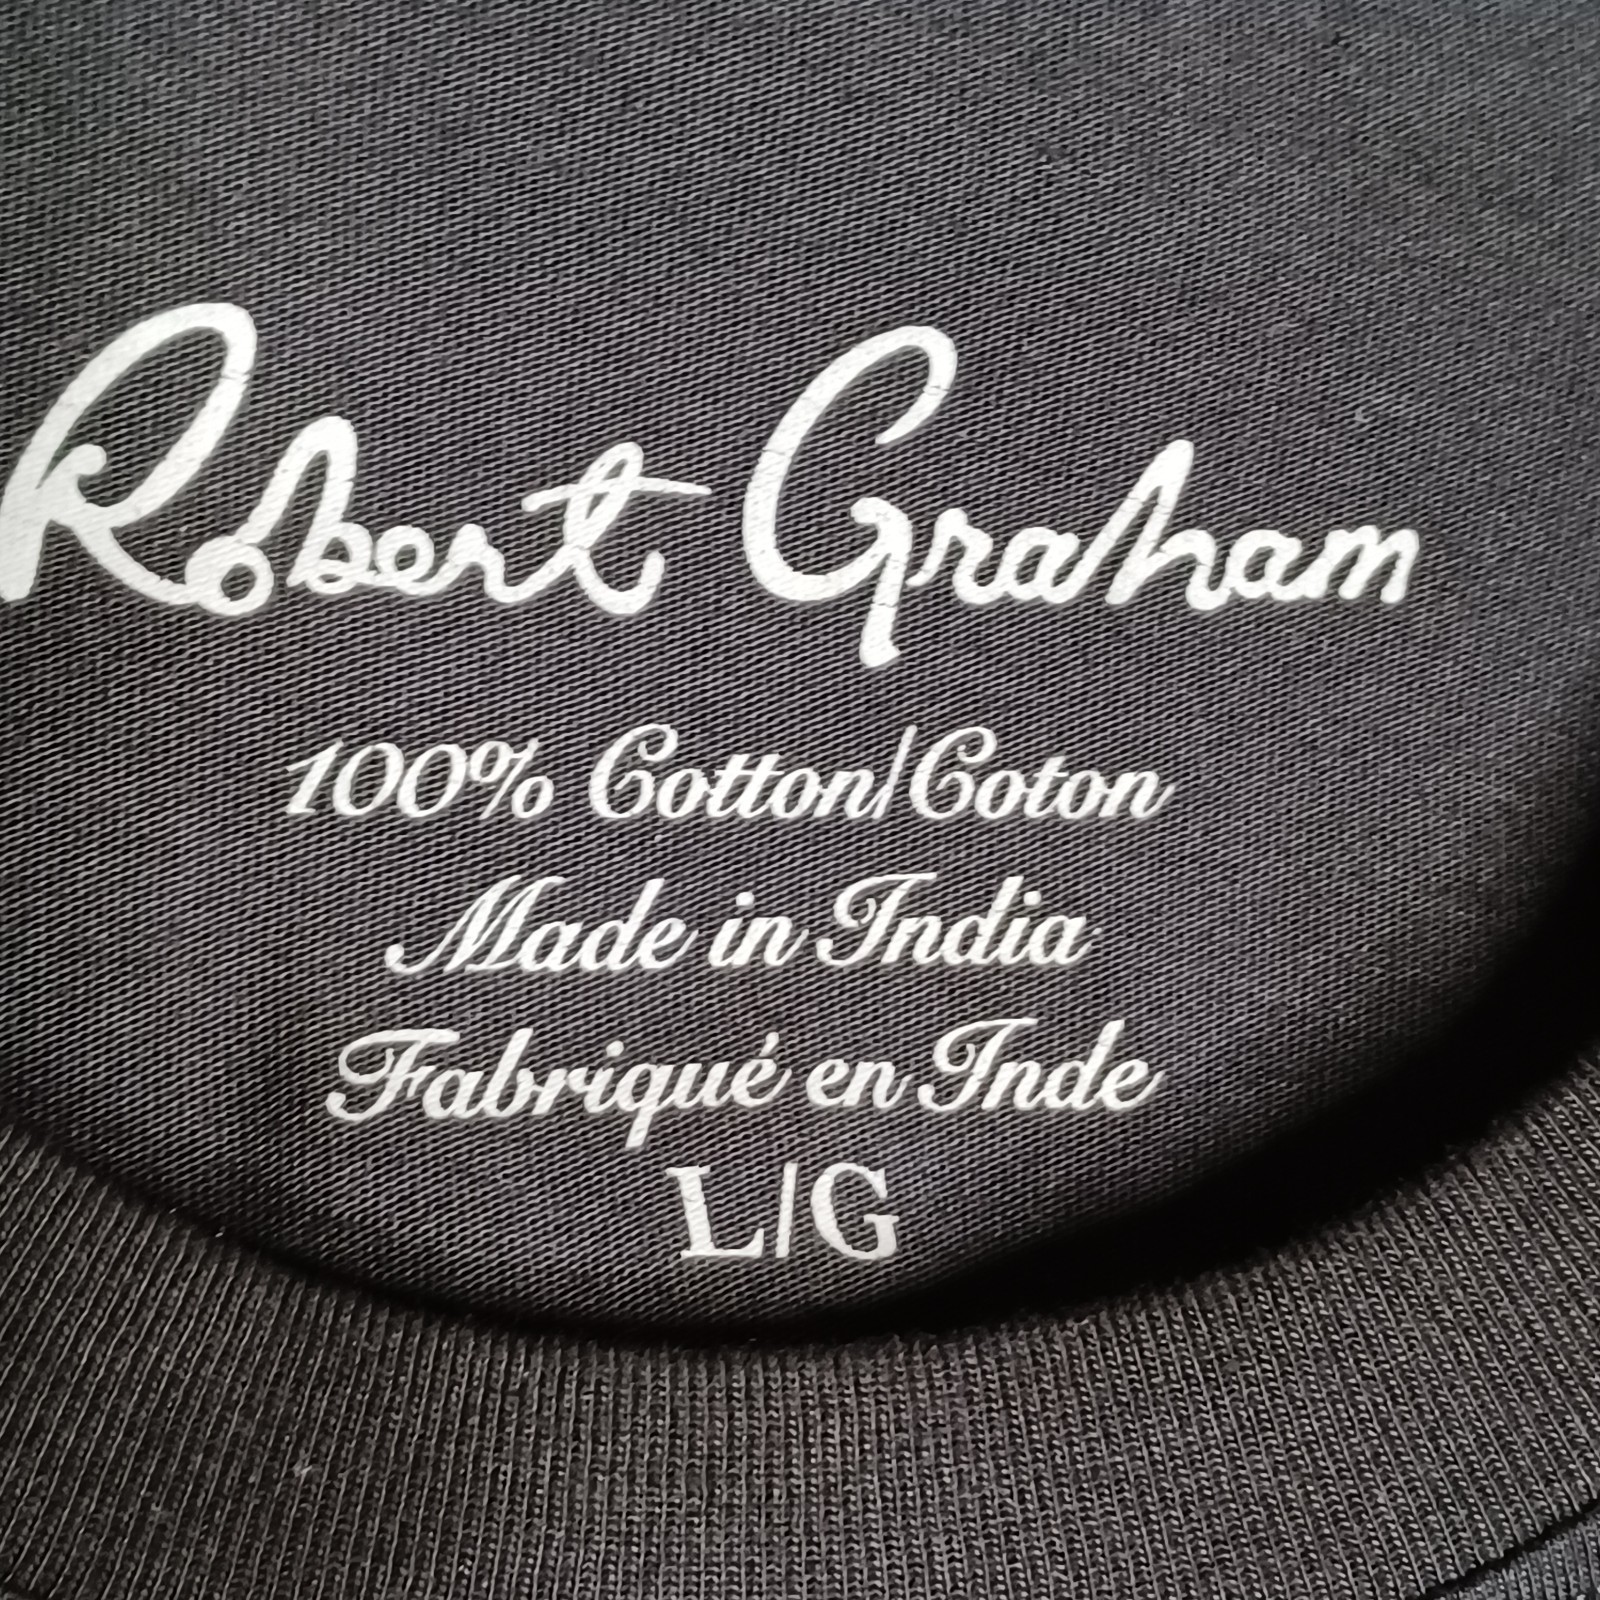 Robert Graham
100% Cotton/Coton
Made in India
Fabriqué en Inde
L/G